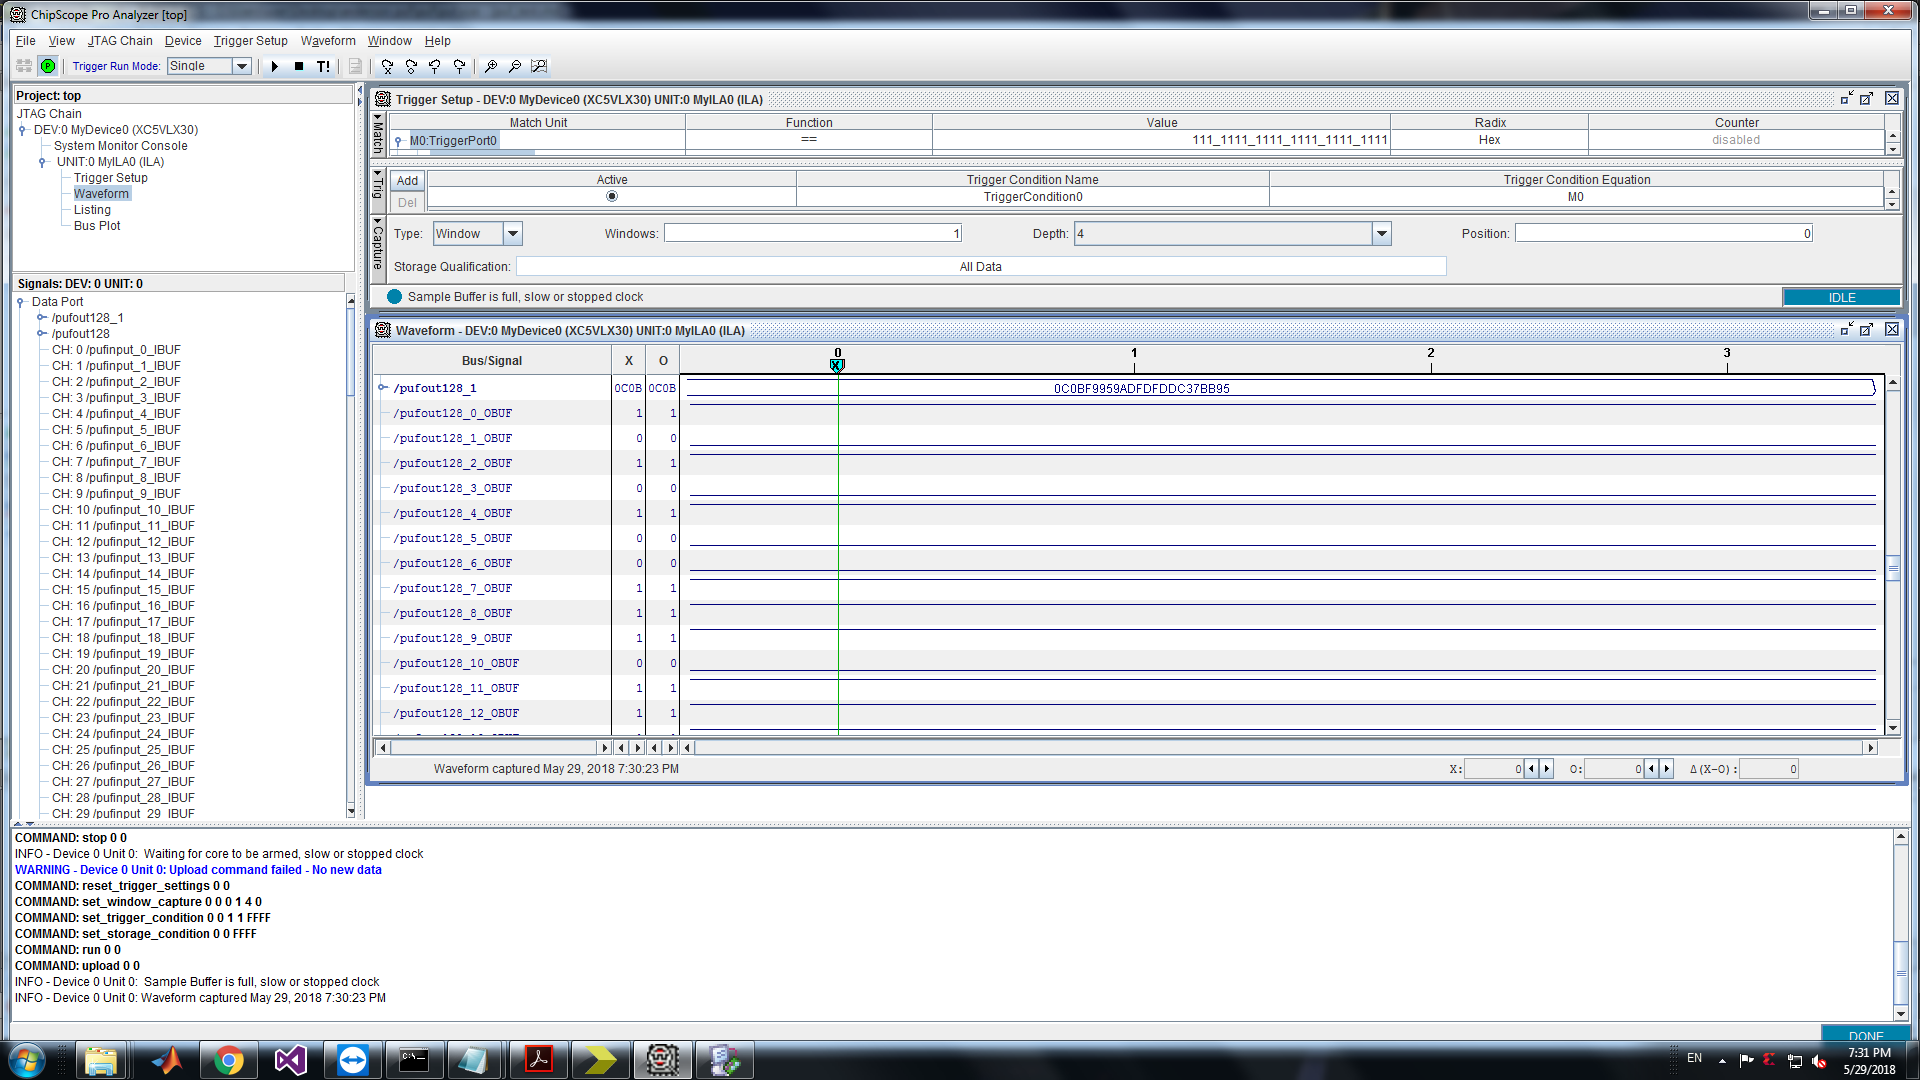 ChipScope Pro Analyzer [top]
File View JTAG Chain Device Trigger Setup Waveform Window Help
Trigger Run Mode: Single T!
Project: top
JTAG Chain
DEV:0 MyDevice0 (XC5VLX30)
System Monitor Console
UNIT:0 MyILA0 (ILA)
Trigger Setup
Waveform
Listing
Bus Plot
Signals: DEV: 0 UNIT: 0
Data Port
/pufout128_1
/pufout128
CH: 0 /pufinput_0_IBUF
CH: 1 /pufinput_1_IBUF
CH: 2 /pufinput_2_IBUF
CH: 3 /pufinput_3_IBUF
CH: 4 /pufinput_4_IBUF
CH: 5 /pufinput_5_IBUF
CH: 6 /pufinput_6_IBUF
CH: 7 /pufinput_7_IBUF
CH: 8 /pufinput_8_IBUF
CH: 9 /pufinput_9_IBUF
CH: 10 /pufinput_10_IBUF
CH: 11 /pufinput_11_IBUF
CH: 12 /pufinput_12_IBUF
CH: 13 /pufinput_13_IBUF
CH: 14 /pufinput_14_IBUF
CH: 15 /pufinput_15_IBUF
CH: 16 /pufinput_16_IBUF
CH: 17 /pufinput_17_IBUF
CH: 18 /pufinput_18_IBUF
CH: 19 /pufinput_19_IBUF
CH: 20 /pufinput_20_IBUF
CH: 21 /pufinput_21_IBUF
CH: 22 /pufinput_22_IBUF
CH: 23 /pufinput_23_IBUF
CH: 24 /pufinput_24_IBUF
CH: 25 /pufinput_25_IBUF
CH: 26 /pufinput_26_IBUF
CH: 27 /pufinput_27_IBUF
CH: 28 /pufinput_28_IBUF
CH: 29 /pufinput_29_IBUF
Trigger Setup - DEV:0 MyDevice0 (XC5VLX30) UNIT:0 MyILA0 (ILA)
Match
Match Unit Function Value Radix Counter
M0:TriggerPort0 == 111_1111_1111_1111_1111_1111 Hex disabled
Trig
Add Active Trigger Condition Name Trigger Condition Equation
Del TriggerCondition0 M0
Capture
Type: Window Windows: 1 Depth: 4 Position: 0
Storage Qualification: All Data
Sample Buffer is full, slow or stopped clock IDLE
Waveform - DEV:0 MyDevice0 (XC5VLX30) UNIT:0 MyILA0 (ILA)
Bus/Signal X O 0 1 2 3
X
/pufout128_1 0C0B 0C0B 0C0BF9959ADFDFDDC37BB95
/pufout128_0_OBUF 1 1
/pufout128_1_OBUF 0 0
/pufout128_2_OBUF 1 1
/pufout128_3_OBUF 0 0
/pufout128_4_OBUF 1 1
/pufout128_5_OBUF 0 0
/pufout128_6_OBUF 0 0
/pufout128_7_OBUF 1 1
/pufout128_8_OBUF 1 1
/pufout128_9_OBUF 1 1
/pufout128_10_OBUF 0 0
/pufout128_11_OBUF 1 1
/pufout128_12_OBUF 1 1
Waveform captured May 29, 2018 7:30:23 PM X: 0 O: 0 Δ(X-O): 0
COMMAND: stop 0 0
INFO - Device 0 Unit 0: Waiting for core to be armed, slow or stopped clock
WARNING - Device 0 Unit 0: Upload command failed - No new data
COMMAND: reset_trigger_settings 0 0
COMMAND: set_window_capture 0 0 0 1 4 0
COMMAND: set_trigger_condition 0 0 1 1 FFFF
COMMAND: set_storage_condition 0 0 FFFF
COMMAND: run 0 0
COMMAND: upload 0 0
INFO - Device 0 Unit 0: Sample Buffer is full, slow or stopped clock
INFO - Device 0 Unit 0: Waveform captured May 29, 2018 7:30:23 PM
DONE
EN 7:31 PM
5/29/2018